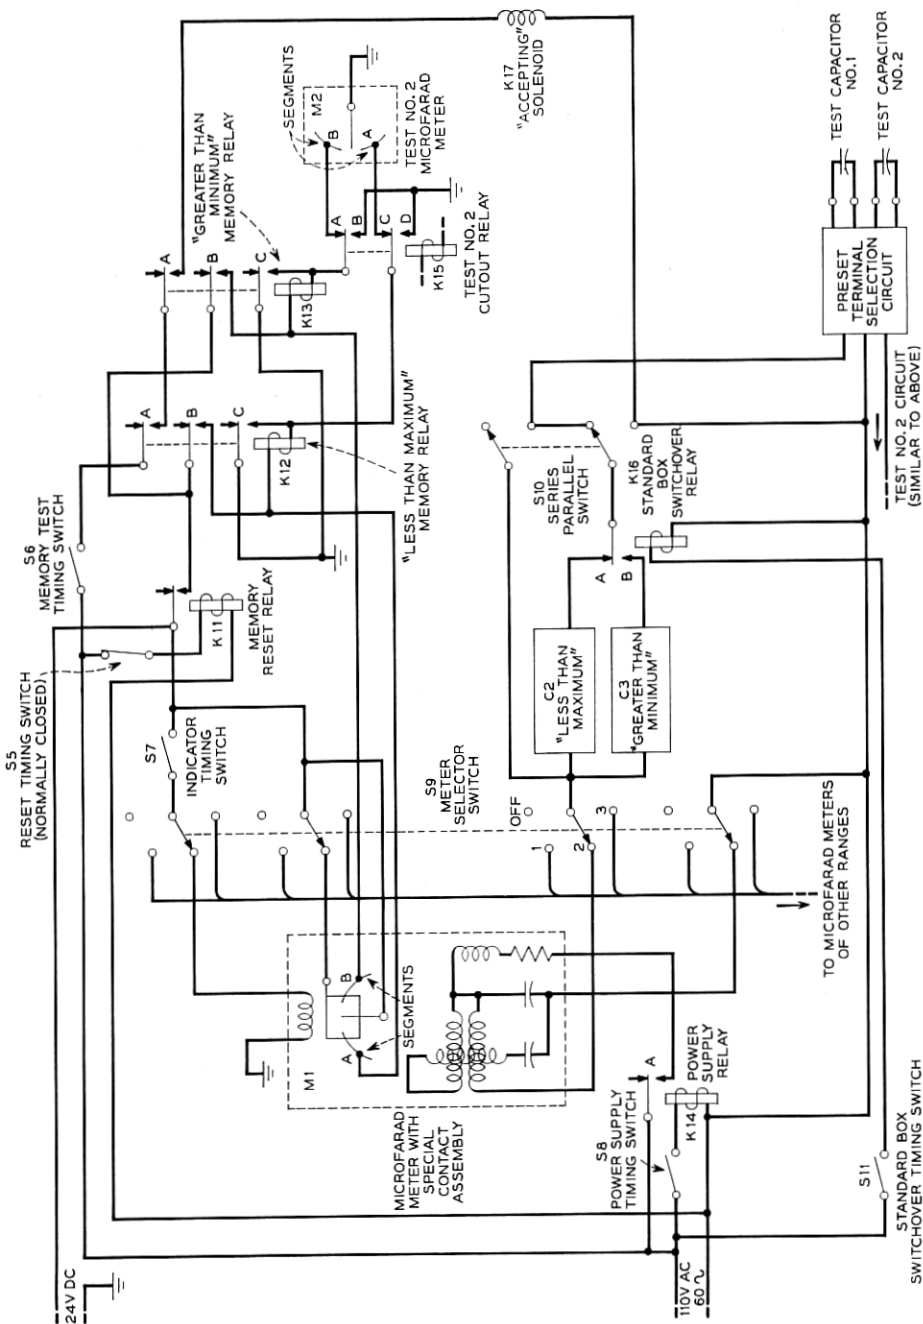 24V DC
S5
RESET TIMING SWITCH
(NORMALLY CLOSED)
S6
MEMORY TEST
TIMING SWITCH
S7
INDICATOR
TIMING
SWITCH
K11
MEMORY
RESET RELAY
A
B
C
K12
"LESS THAN MAXIMUM"
MEMORY RELAY
A
B
C
K13
"GREATER THAN
MINIMUM"
MEMORY RELAY
SEGMENTS
M2
B
A
TEST NO. 2
MICROFARAD
METER
A
B
C
D
K15
TEST NO. 2
CUTOUT RELAY
K17
"ACCEPTING"
SOLENOID
M1
A
B
SEGMENTS
MICROFARAD
METER WITH
SPECIAL
CONTACT
ASSEMBLY
S9
METER
SELECTOR
SWITCH
OFF
1
2
3
C2
"LESS THAN
MAXIMUM"
C3
"GREATER THAN
MINIMUM"
A
B
S10
SERIES
PARALLEL
SWITCH
K16
STANDARD
BOX
SWITCHOVER
RELAY
TO MICROFARAD METERS
OF OTHER RANGES
S8
POWER SUPPLY
TIMING SWITCH
A
K14
POWER
SUPPLY
RELAY
110V AC
60 ~
S11
STANDARD BOX
SWITCHOVER TIMING SWITCH
PRESET
TERMINAL
SELECTION
CIRCUIT
TEST CAPACITOR
NO. 1
TEST CAPACITOR
NO. 2
TEST NO. 2 CIRCUIT
(SIMILAR TO ABOVE)